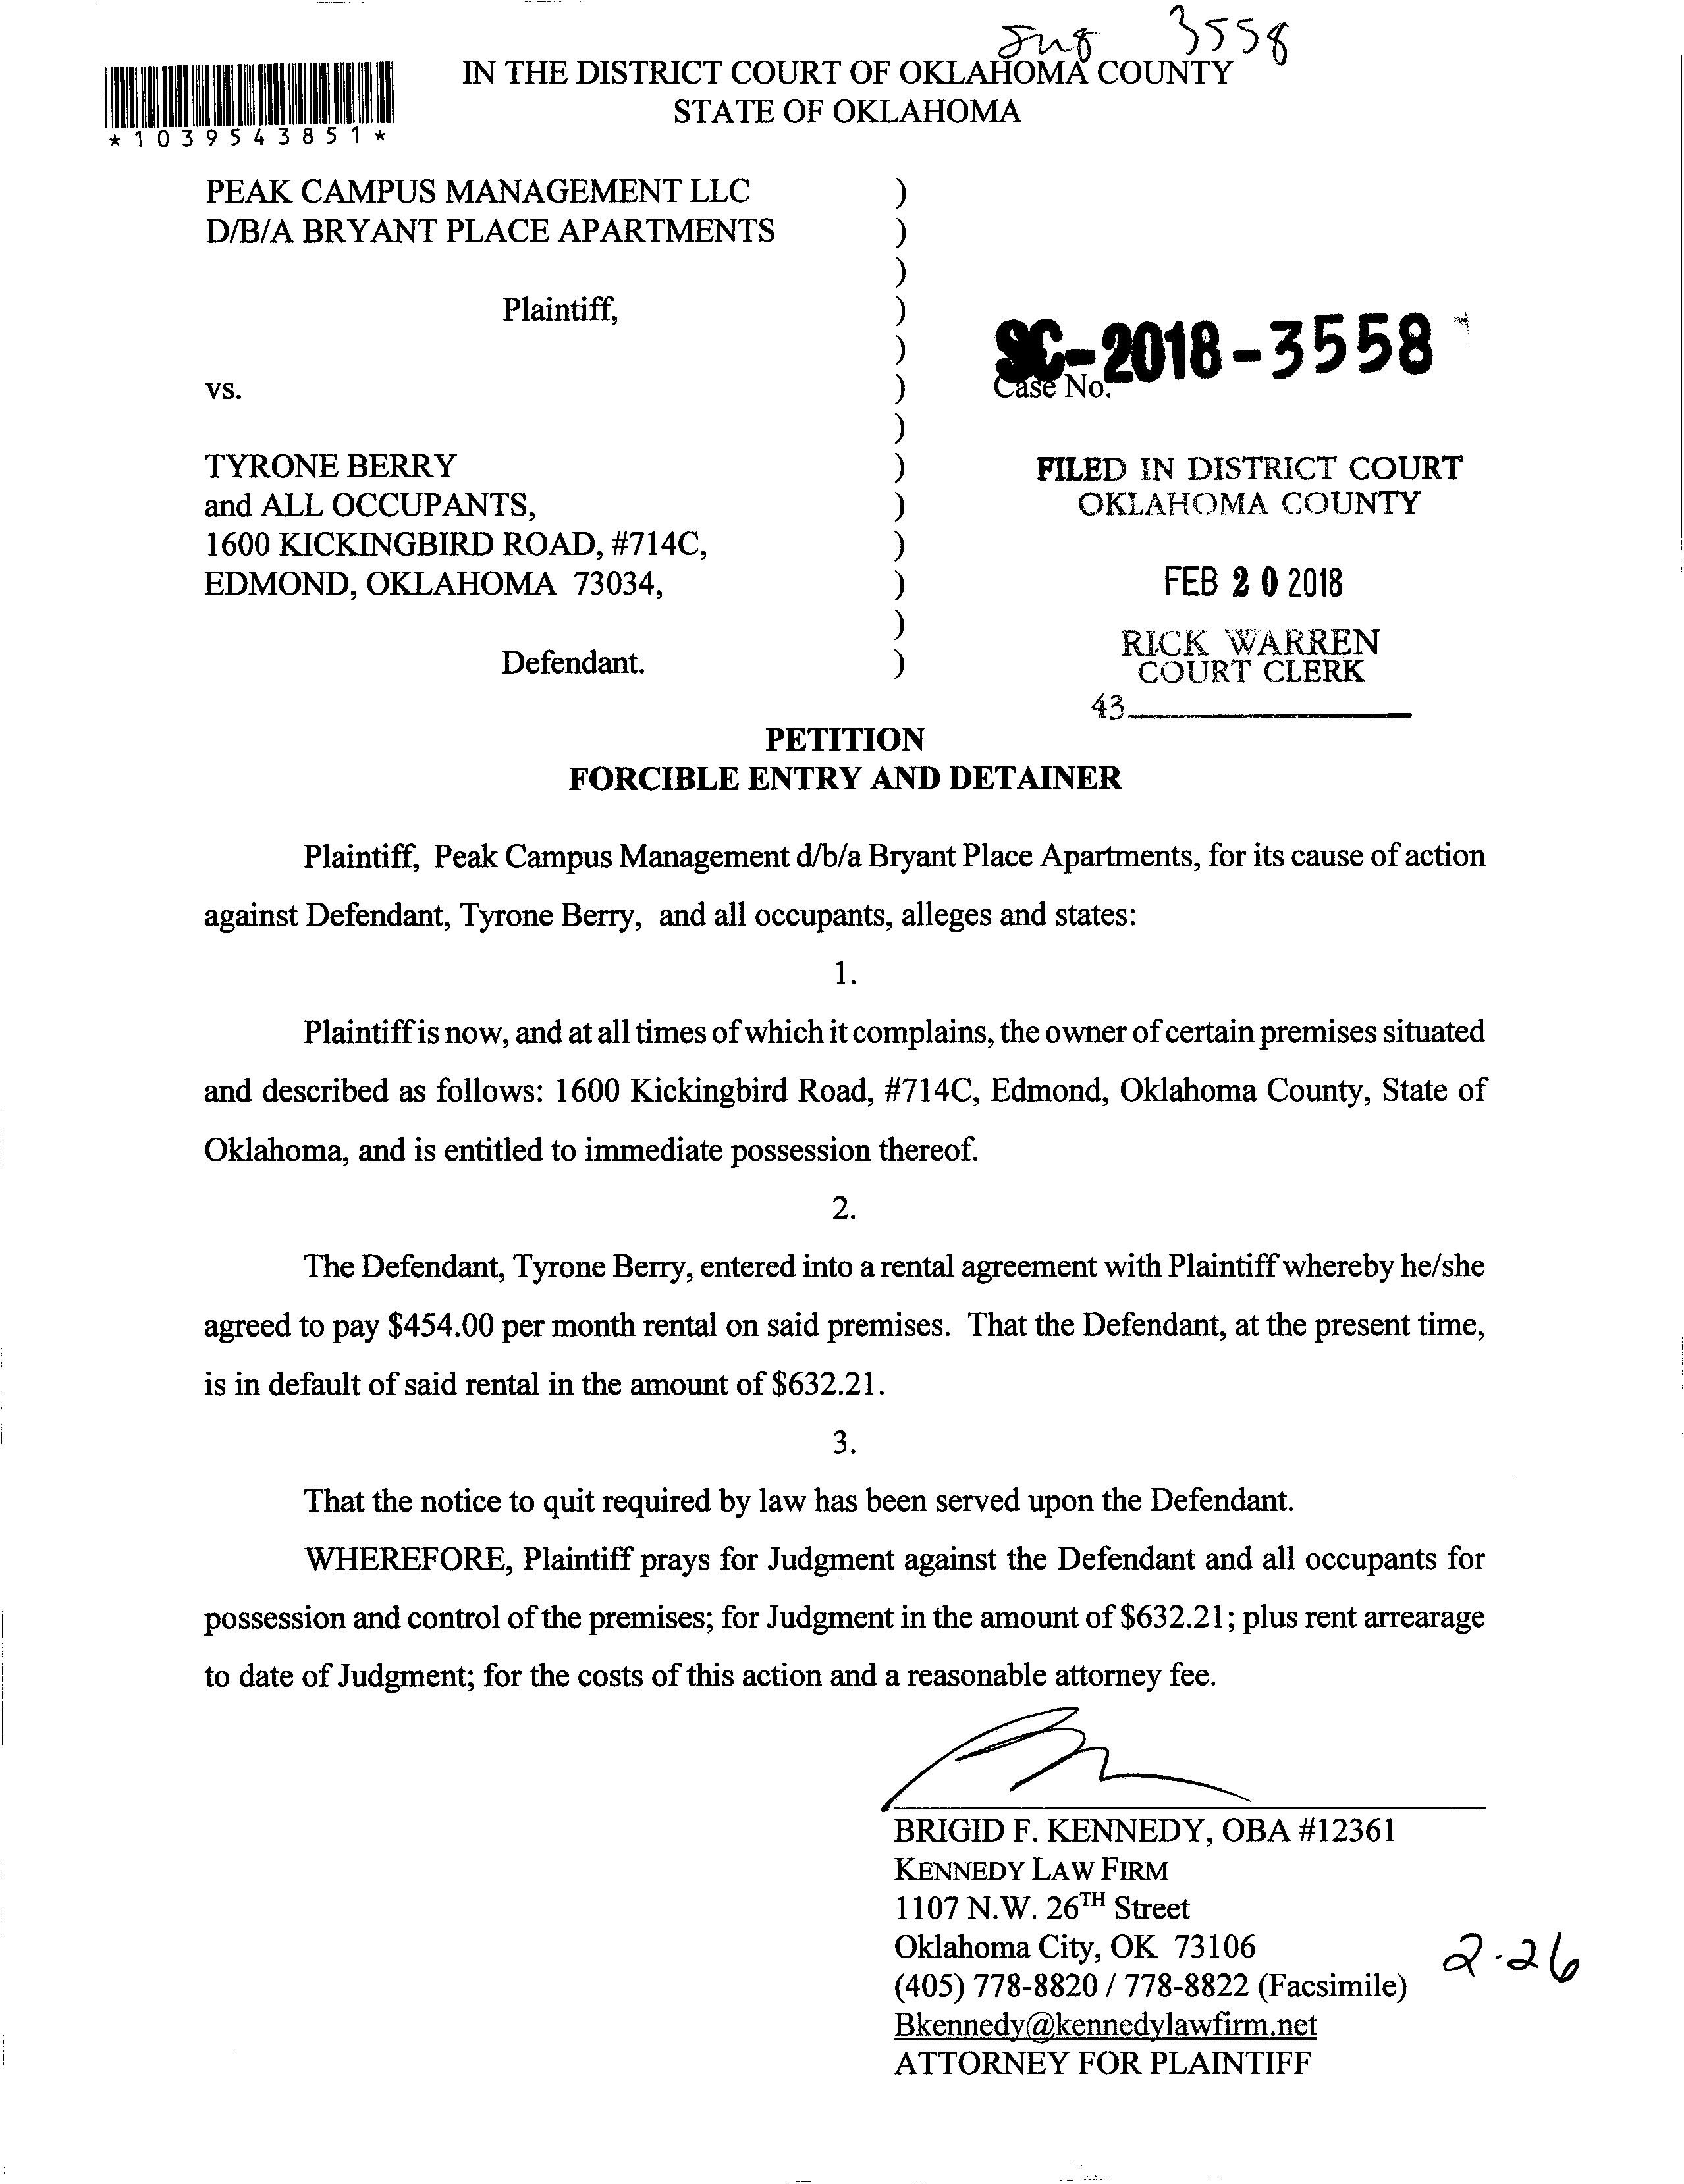 3558
IN THE DISTRICT COURT OF OKLAHOMA COUNTY
STATE OF OKLAHOMA
*1039543851*
PEAK CAMPUS MANAGEMENT LLC )
D/B/A BRYANT PLACE APARTMENTS )
)
Plaintiff, )
)
SC-2018-3558
vs. ) Case No.
)
TYRONE BERRY )
and ALL OCCUPANTS, )
1600 KICKINGBIRD ROAD, #714C, )
EDMOND, OKLAHOMA 73034, )
)
Defendant. )
FILED IN DISTRICT COURT
OKLAHOMA COUNTY
FEB 20 2018
RICK WARREN
COURT CLERK
43
PETITION
FORCIBLE ENTRY AND DETAINER
Plaintiff, Peak Campus Management d/b/a Bryant Place Apartments, for its cause of action
against Defendant, Tyrone Berry, and all occupants, alleges and states:
1.
Plaintiff is now, and at all times of which it complains, the owner of certain premises situated
and described as follows: 1600 Kickingbird Road, #714C, Edmond, Oklahoma County, State of
Oklahoma, and is entitled to immediate possession thereof.
2.
The Defendant, Tyrone Berry, entered into a rental agreement with Plaintiff whereby he/she
agreed to pay $454.00 per month rental on said premises. That the Defendant, at the present time,
is in default of said rental in the amount of $632.21.
3.
That the notice to quit required by law has been served upon the Defendant.
WHEREFORE, Plaintiff prays for Judgment against the Defendant and all occupants for
possession and control of the premises; for Judgment in the amount of $632.21; plus rent arrearage
to date of Judgment; for the costs of this action and a reasonable attorney fee.
BRIGID F. KENNEDY, OBA #12361
KENNEDY LAW FIRM
1107 N.W. 26TH Street
Oklahoma City, OK 73106
(405) 778-8820 / 778-8822 (Facsimile)
Bkennedy@kennedylawfirm.net
ATTORNEY FOR PLAINTIFF
2-26